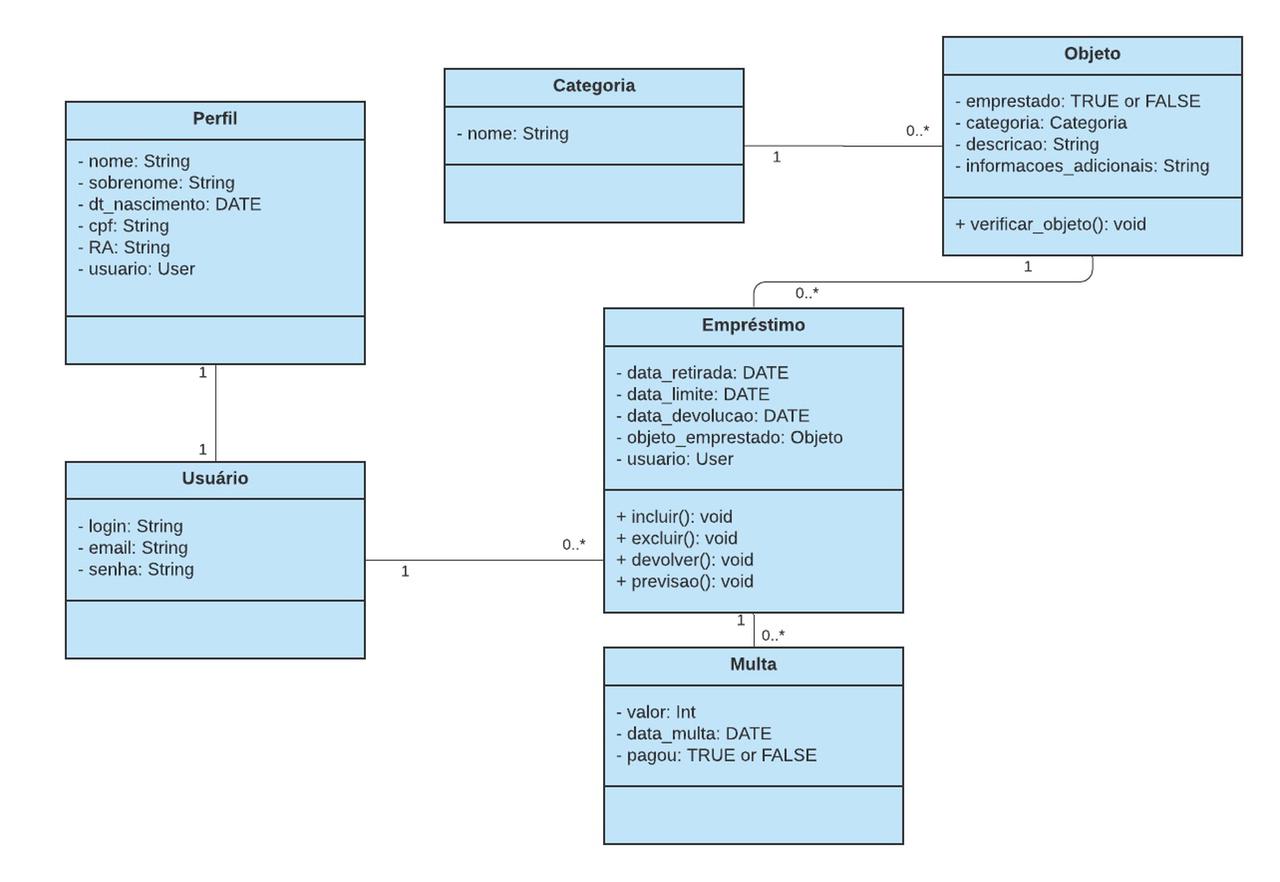 Perfil
- nome: String
- sobrenome: String
- dt_nascimento: DATE
- cpf: String
- RA: String
- usuario: User
1
1
Usuário
- login: String
- email: String
- senha: String
1
0..*
Categoria
- nome: String
1
0..*
Objeto
- emprestado: TRUE or FALSE
- categoria: Categoria
- descricao: String
- informacoes_adicionais: String
+ verificar_objeto(): void
1
0..*
Empréstimo
- data_retirada: DATE
- data_limite: DATE
- data_devolucao: DATE
- objeto_emprestado: Objeto
- usuario: User
+ incluir(): void
+ excluir(): void
+ devolver(): void
+ previsao(): void
1
0..*
Multa
- valor: Int
- data_multa: DATE
- pagou: TRUE or FALSE